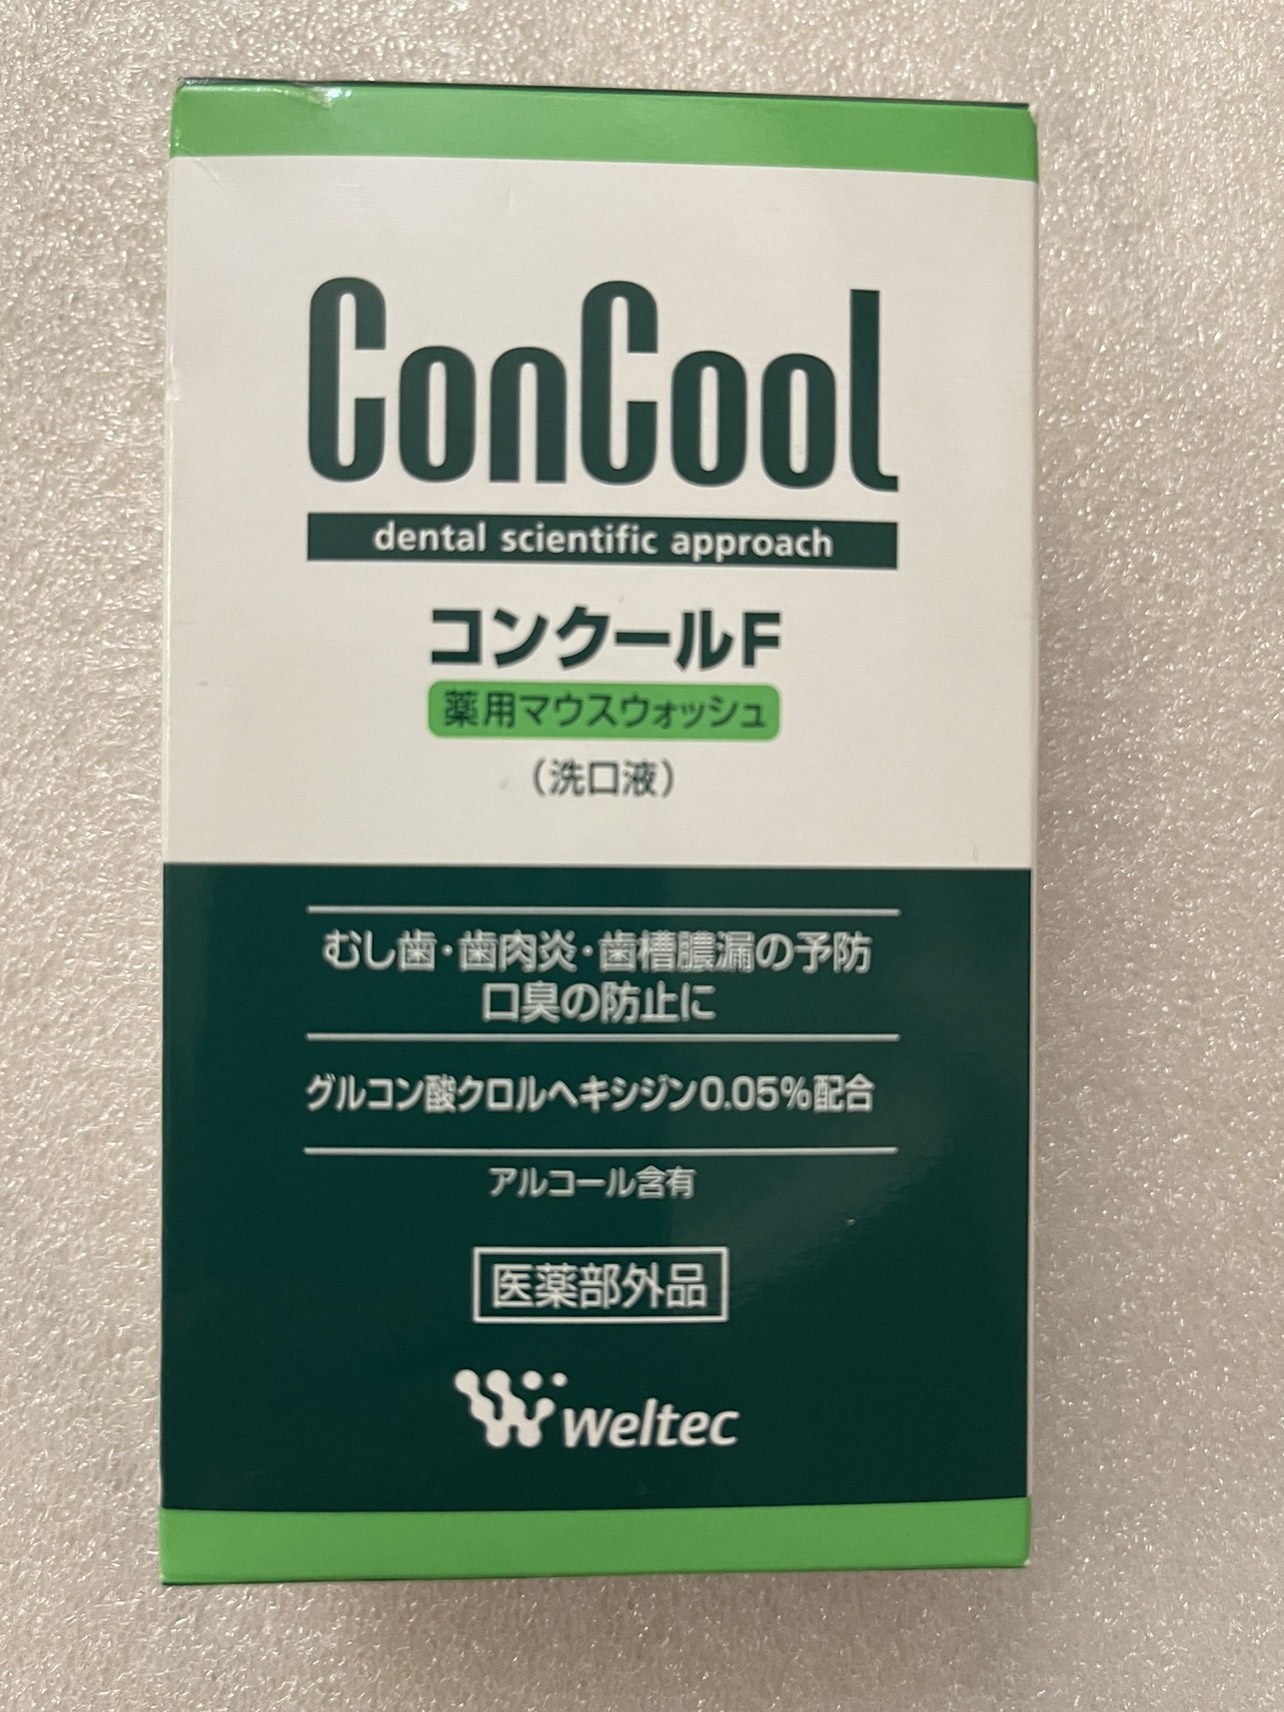 ConCool
dental scientific approach
コンクールF
薬用マウスウォッシュ
（洗口液）
むし歯・歯肉炎・歯槽膿漏の予防
口臭の防止に
グルコン酸クロルヘキシジン0.05%配合
アルコール含有
医薬部外品
weltec